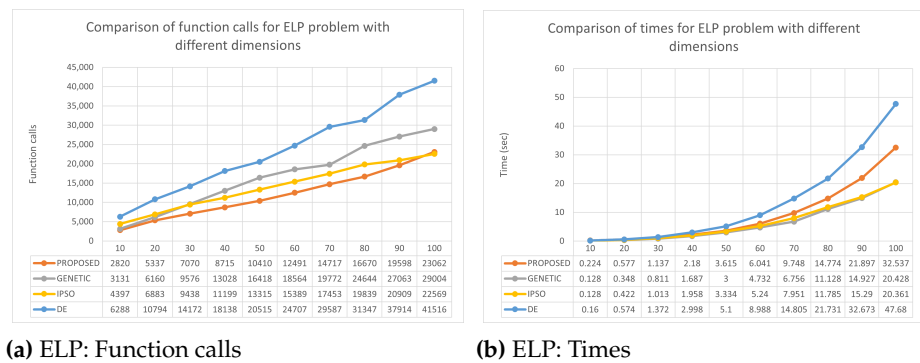 Comparison of function calls for ELP problem with
different dimensions
Function calls
45,000
40,000
35,000
30,000
25,000
20,000
15,000
10,000
5,000
0
10 20 30 40 50 60 70 80 90 100
PROPOSED 2820 5337 7070 8715 10410 12491 14717 16670 19598 23062
GENETIC 3131 6160 9576 13028 16418 18564 19772 24644 27063 29004
IPSO 4397 6883 9438 11199 13315 15389 17453 19839 20909 22569
DE 6288 10794 14172 18138 20515 24707 29587 31347 37914 41516
(a) ELP: Function calls
Comparison of times for ELP problem with different
dimensions
Time (sec)
60
50
40
30
20
10
0
10 20 30 40 50 60 70 80 90 100
PROPOSED 0.224 0.577 1.137 2.18 3.615 6.041 9.748 14.774 21.897 32.537
GENETIC 0.128 0.348 0.811 1.687 3 4.732 6.756 11.128 14.927 20.428
IPSO 0.128 0.422 1.013 1.958 3.334 5.24 7.951 11.785 15.29 20.361
DE 0.16 0.574 1.372 2.998 5.1 8.988 14.805 21.731 32.673 47.68
(b) ELP: Times